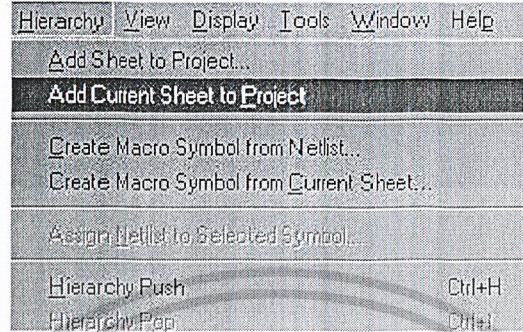 Hierarchy View Display Tools Window Help
Add Sheet to Project...
Add Current Sheet to Project
Create Macro Symbol from Netlist...
Create Macro Symbol from Current Sheet...
Assign Netlist to Selected Symbol...
Hierarchy Push Ctrl+H
Hierarchy Pop